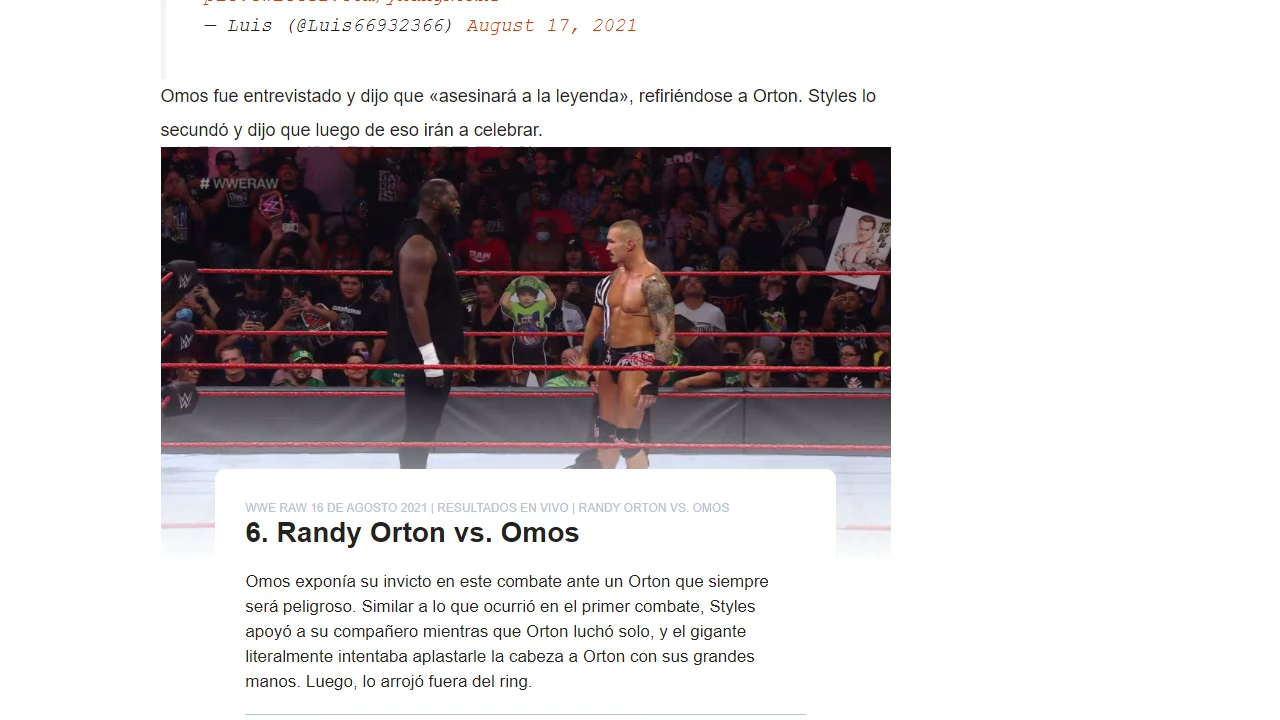 — Luis (@Luis66932366) August 17, 2021
Omos fue entrevistado y dijo que «asesinará a la leyenda», refiriéndose a Orton. Styles lo
secundó y dijo que luego de eso irán a celebrar.
# WWERAW
WWE RAW 16 DE AGOSTO 2021 | RESULTADOS EN VIVO | RANDY ORTON VS. OMOS
6. Randy Orton vs. Omos
Omos exponía su invicto en este combate ante un Orton que siempre
será peligroso. Similar a lo que ocurrió en el primer combate, Styles
apoyó a su compañero mientras que Orton luchó solo, y el gigante
literalmente intentaba aplastarle la cabeza a Orton con sus grandes
manos. Luego, lo arrojó fuera del ring.